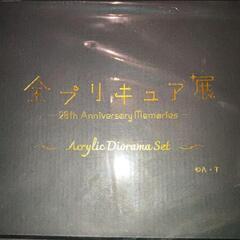 全プリキュア展
20th Anniversary Memories
Acrylic Diorama Set
©A・T